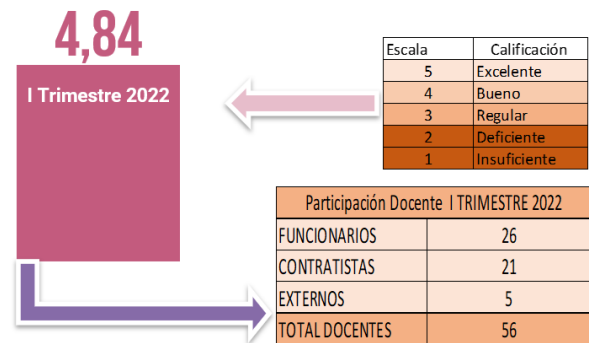 4,84
I Trimestre 2022
Escala Calificación
5 Excelente
4 Bueno
3 Regular
2 Deficiente
1 Insuficiente
Participación Docente I TRIMESTRE 2022
FUNCIONARIOS 26
CONTRATISTAS 21
EXTERNOS 5
TOTAL DOCENTES 56